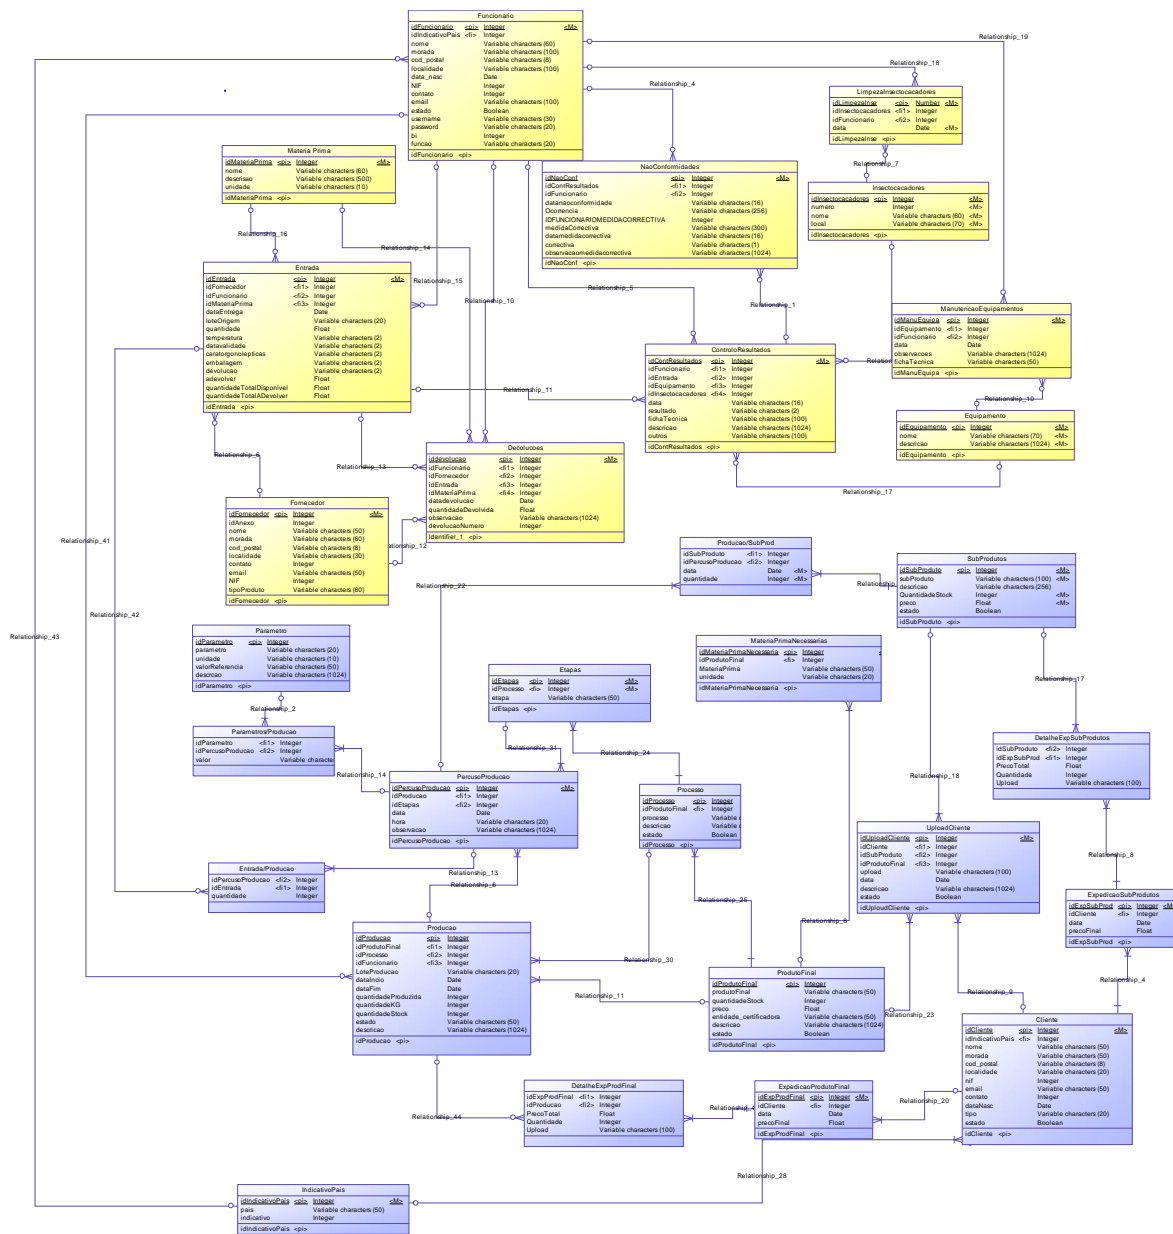 Funcionario
idFuncionario <pi> Integer <M>
idIndicativoPais <fi> Integer
nome Variable characters (60)
morada Variable characters (100)
cod_postal Variable characters (8)
localidade Variable characters (100)
data_nasc Date
NIF Integer
contato Integer
email Variable characters (100)
estado Boolean
username Variable characters (30)
password Variable characters (20)
bi Integer
funcao Variable characters (20)
idFuncionario <pi>
Relationship_19
Relationship_18
Relationship_4
LimpezaInsectocacadores
idLimpezaInse <pi> Number <M>
idInsectocacadores <fi1> Integer
idFuncionario <fi2> Integer
data Date <M>
idLimpezaInse <pi>
Relationship_7
Materia Prima
idMateriaPrima <pi> Integer <M>
nome Variable characters (60)
descrisao Variable characters (500)
unidade Variable characters (10)
idMateriaPrima <pi>
NaoConformidades
idNaoConf <pi> Integer
idContResultados <fi1> Integer
idFuncionario <fi2> Integer
datanaoconformidade Variable characters (16)
Ocorrencia Variable characters (256)
IDFUNCIONARIOMEDIDACORRECTIVA Integer
medidaCorrectiva Variable characters (300)
datamedidacorrectiva Variable characters (16)
correctiva Variable characters (1)
observacaomedidacorrectiva Variable characters (1024)
idNaoConf <pi>
Insectocacadores
idInsectocacadores <pi> Integer <M>
numero Integer <M>
nome Variable characters (60) <M>
local Variable characters (70) <M>
idInsectocacadores <pi>
Relationship_16
Relationship_14
Relationship_15
Relationship_10
Relationship_5
Relationship_1
Entrada
idEntrada <pi> Integer <M>
idFornecedor <fi1> Integer
idFuncionario <fi2> Integer
idMateriaPrima <fi3> Integer
dataEntrega Date
loteOrigem Variable characters (20)
quantidade Float
temperatura Variable characters (2)
datavalidade Variable characters (2)
caratorgonolepticas Variable characters (2)
embalagem Variable characters (2)
devolucao Variable characters (2)
adevolver Float
quantidadeTotalDisponivel Float
quantidadeTotalADevolver Float
idEntrada <pi>
ManutencaoEquipamentos
idManuEquipa <pi> Integer <M>
idEquipamento <fi1> Integer
idFuncionario <fi2> Integer
data Date
observacoes Variable characters (1024)
fichaTecnica Variable characters (50)
idManuEquipa <pi>
ControloResultados
idContResultados <pi> Integer <M>
idFuncionario <fi1> Integer
idEntrada <fi2> Integer
idEquipamento <fi3> Integer
idInsectocacadores <fi4> Integer
data Variable characters (16)
resultado Variable characters (2)
fichaTecnica Variable characters (100)
descricao Variable characters (1024)
outros Variable characters (100)
idContResultados <pi>
Relationship_11
Relationship_10
Equipamento
idEquipamento <pi> Integer <M>
nome Variable characters (70) <M>
descricao Variable characters (1024) <M>
idEquipamento <pi>
Relationship_17
Relationship_6
Relationship_13
Decolucoes
iddevolucao <pi> Integer <M>
idFuncionario <fi1> Integer
idFornecedor <fi2> Integer
idEntrada <fi3> Integer
idMateriaPrima <fi4> Integer
datadevolucao Date
quantidadeDevolvida Float
observacao Variable characters (1024)
devolucaoNumero Integer
Identifier_1 <pi>
Fornecedor
idFornecedor <pi> Integer <M>
idAnexo Integer
nome Variable characters (50)
morada Variable characters (60)
cod_postal Variable characters (8)
localidade Variable characters (30)
contato Integer
email Variable characters (50)
NIF Integer
tipoProduto Variable characters (60)
idFornecedor <pi>
Relationship_41
Relationship_42
Relationship_43
Relationship_22
Producao/SubProd
idSubProduto <fi1> Integer
idPercusoProducao <fi2> Integer
data Date <M>
quantidade Integer <M>
SubProdutos
idSubProduto <pi> Integer <M>
subProduto Variable characters (100) <M>
descricao Variable characters (256)
QuantidadeStock Integer <M>
preco Float <M>
estado Boolean
idSubProduto <pi>
Parametro
idParametro <pi> Integer
parametro Variable characters (20)
unidade Variable characters (10)
valorReferencia Variable characters (50)
descrcao Variable characters (1024)
idParametro <pi>
MateriaPrimaNecessarias
idMateriaPrimaNecessaria <pi> Integer
idProdutoFinal <fi> Integer
MateriaPrima Variable characters (50)
unidade Variable characters (20)
idMateriaPrimaNecessaria <pi>
Etapas
idEtapas <pi> Integer <M>
idProcesso <fi> Integer <M>
etapa Variable characters (50)
idEtapas <pi>
Relationship_2
Relationship_31
Relationship_24
Parametros/Producao
idParametro <fi1> Integer
idPercusoProducao <fi2> Integer
valor Variable characte
Relationship_14
PercusoProducao
idPercusoProducao <pi> Integer <M>
idProducao <fi1> Integer
idEtapas <fi2> Integer
data Date
hora Variable characters (20)
observacao Variable characters (1024)
idPercusoProducao <pi>
Processo
idProcesso <pi> Integer
idProdutoFinal <fi> Integer
processo Variable
descricao Variable
estado Boolean
idProcesso <pi>
DetalheExpSubProdutos
idSubProduto <fi2> Integer
idExpSubProd <fi1> Integer
PrecoTotal Float
Quantidade Integer
Upload Variable characters (100)
Relationship_18
UploadCliente
idUploadCliente <pi> Integer <M>
idCliente <fi1> Integer
idSubProduto <fi2> Integer
idProdutoFinal <fi3> Integer
upload Variable characters (100)
data Date
descricao Variable characters (1024)
estado Boolean
idUploudCliente <pi>
Relationship_8
ExpedicaoSubProdutos
idExpSubProd <pi> Integer
idCliente <fi> Integer
data Date
precoFinal Float
idExpSubProd <pi>
Entrada/Producao
idPercusoProducao <fi2> Integer
idEntrada <fi1> Integer
quantidade Integer
Relationship_13
Relationship_6
Relationship_25
Relationship_8
Relationship_30
Relationship_11
Relationship_23
Relationship_9
Relationship_4
Producao
idProducao <pi> Integer
idProdutoFinal <fi1> Integer
idProcesso <fi2> Integer
idFuncionario <fi3> Integer
LoteProducao Variable characters (20)
dataIncio Date
dataFim Date
quantidadeProduzida Integer
quantidadeKG Integer
quantidadeStock Integer
estado Variable characters (50)
descricao Variable characters (1024)
idProducao <pi>
ProdutoFinal
idProdutoFinal <pi> Integer
produtoFinal Variable characters (50)
quantidadeStock Integer
preco Float
entidade_certificadora Variable characters (50)
descricao Variable characters (1024)
estado Boolean
idProdutoFinal <pi>
Cliente
idCliente <pi> Integer <M>
idIndicativoPais <fi> Integer
nome Variable characters (50)
morada Variable characters (50)
cod_postal Variable characters (8)
localidade Variable characters (20)
nif Integer
email Variable characters (50)
contato Integer
dataNasc Date
tipo Variable characters (20)
estado Boolean
idCliente <pi>
DetalheExpProdFinal
idExpProdFinal <fi1> Integer
idProducao <fi2> Integer
PrecoTotal Float
Quantidade Integer
Upload Variable characters (100)
ExpedicaoProdutoFinal
idExpProdFinal <pi> Integer <M>
idCliente <fi> Integer
data Date
precoFinal Float
idExpProdFinal <pi>
Relationship_20
Relationship_44
Relationship_28
IndicativoPais
idIndicativoPais <pi> Integer <M>
pais Variable characters (50)
indicativo Integer
idIndicativoPais <pi>